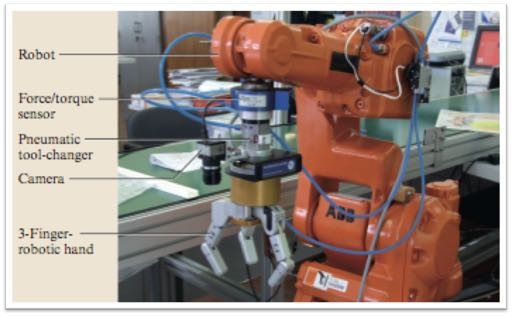 Robot
Force/torque
sensor
Pneumatic
tool-changer
Camera
3-Finger-
robotic hand
ABB